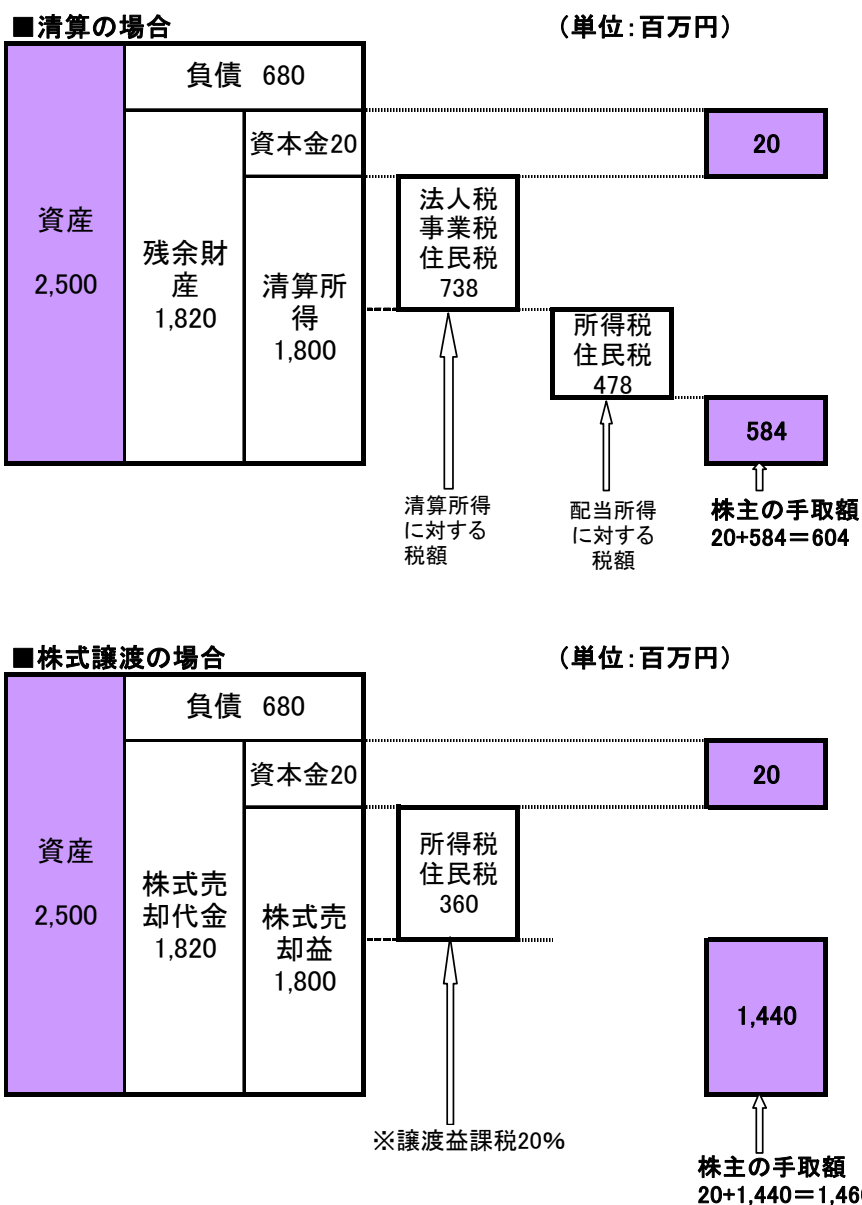 ■清算の場合
（単位：百万円）
負債 680
資本金20
20
資産
2,500
残余財
産
1,820
清算所
得
1,800
法人税
事業税
住民税
738
所得税
住民税
478
584
清算所得
に対する
税額
配当所得
に対する
税額
株主の手取額
20+584＝604
■株式譲渡の場合
（単位：百万円）
負債 680
資本金20
20
資産
2,500
株式売
却代金
1,820
株式売
却益
1,800
所得税
住民税
360
1,440
※譲渡益課税20%
株主の手取額
20+1,440＝1,46